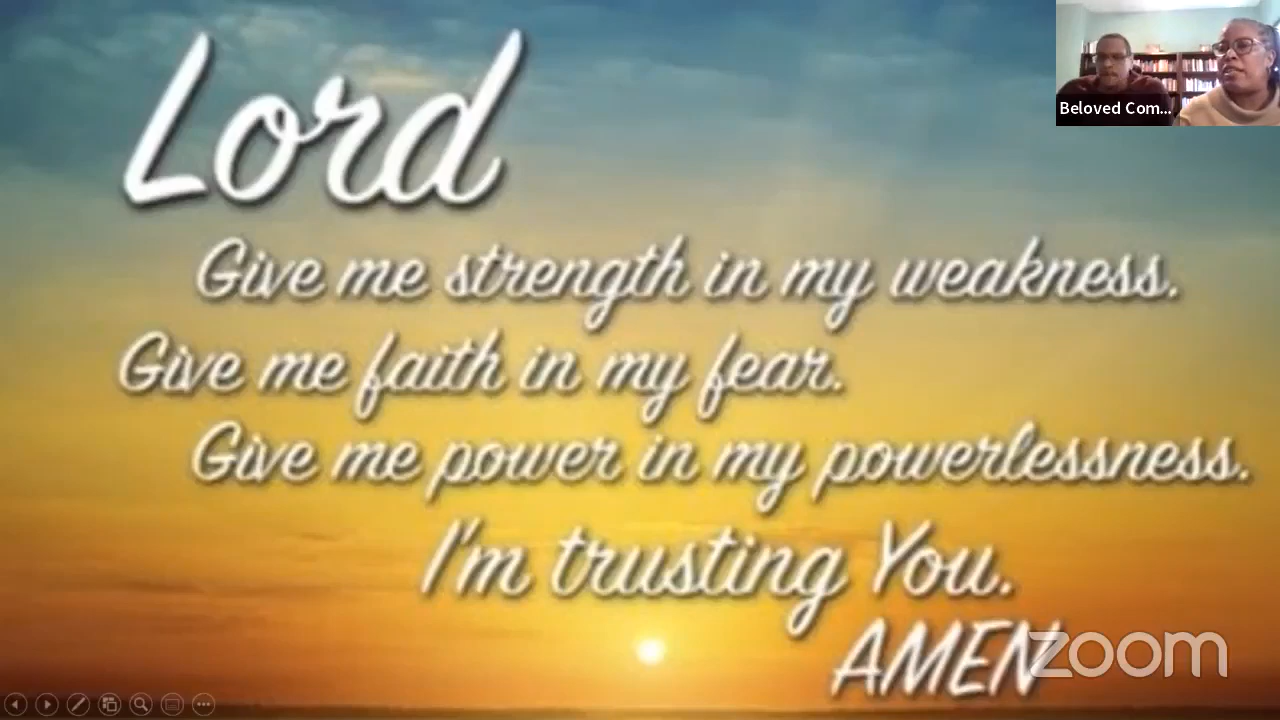 Lord
Give me strength in my weakness.
Give me faith in my fear.
Give me power in my powerlessness.
I'm trusting You.
AMEN
Beloved Com...
zoom